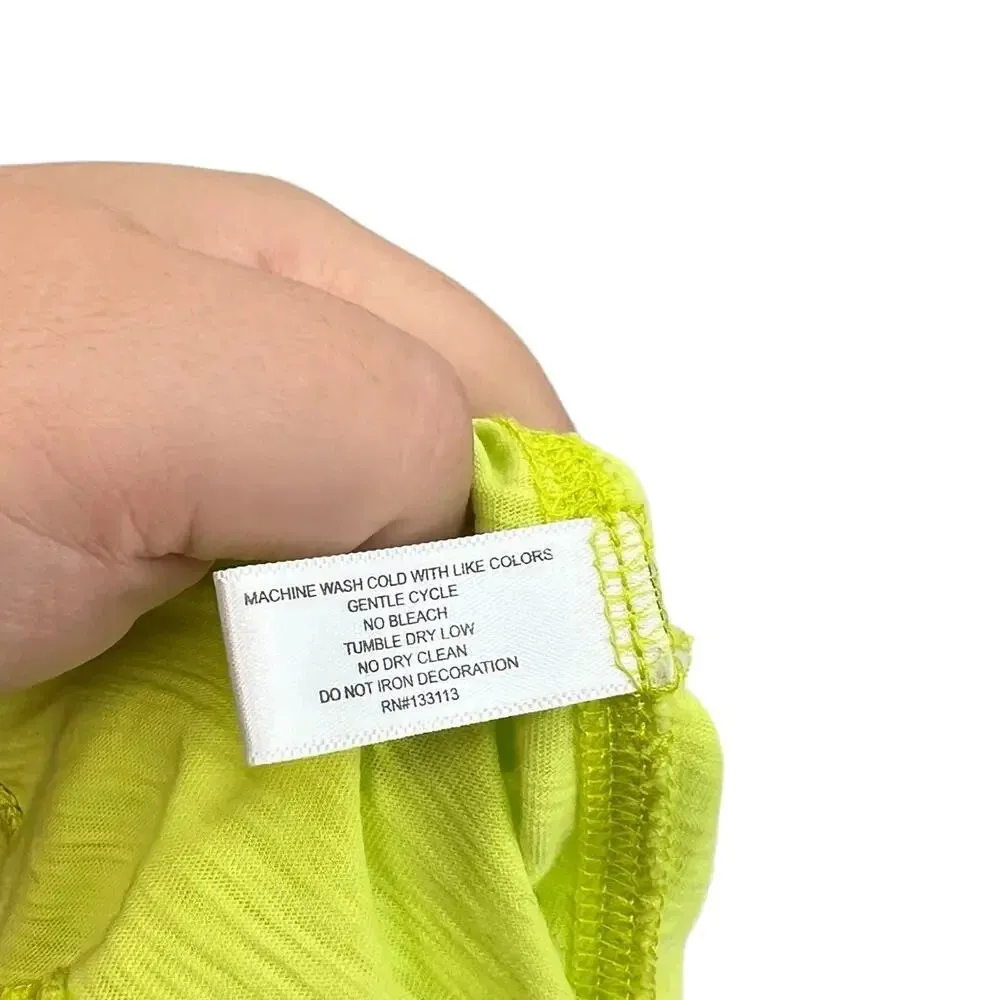 MACHINE WASH COLD WITH LIKE COLORS
GENTLE CYCLE
NO BLEACH
TUMBLE DRY LOW
NO DRY CLEAN
DO NOT IRON DECORATION
RN#133113